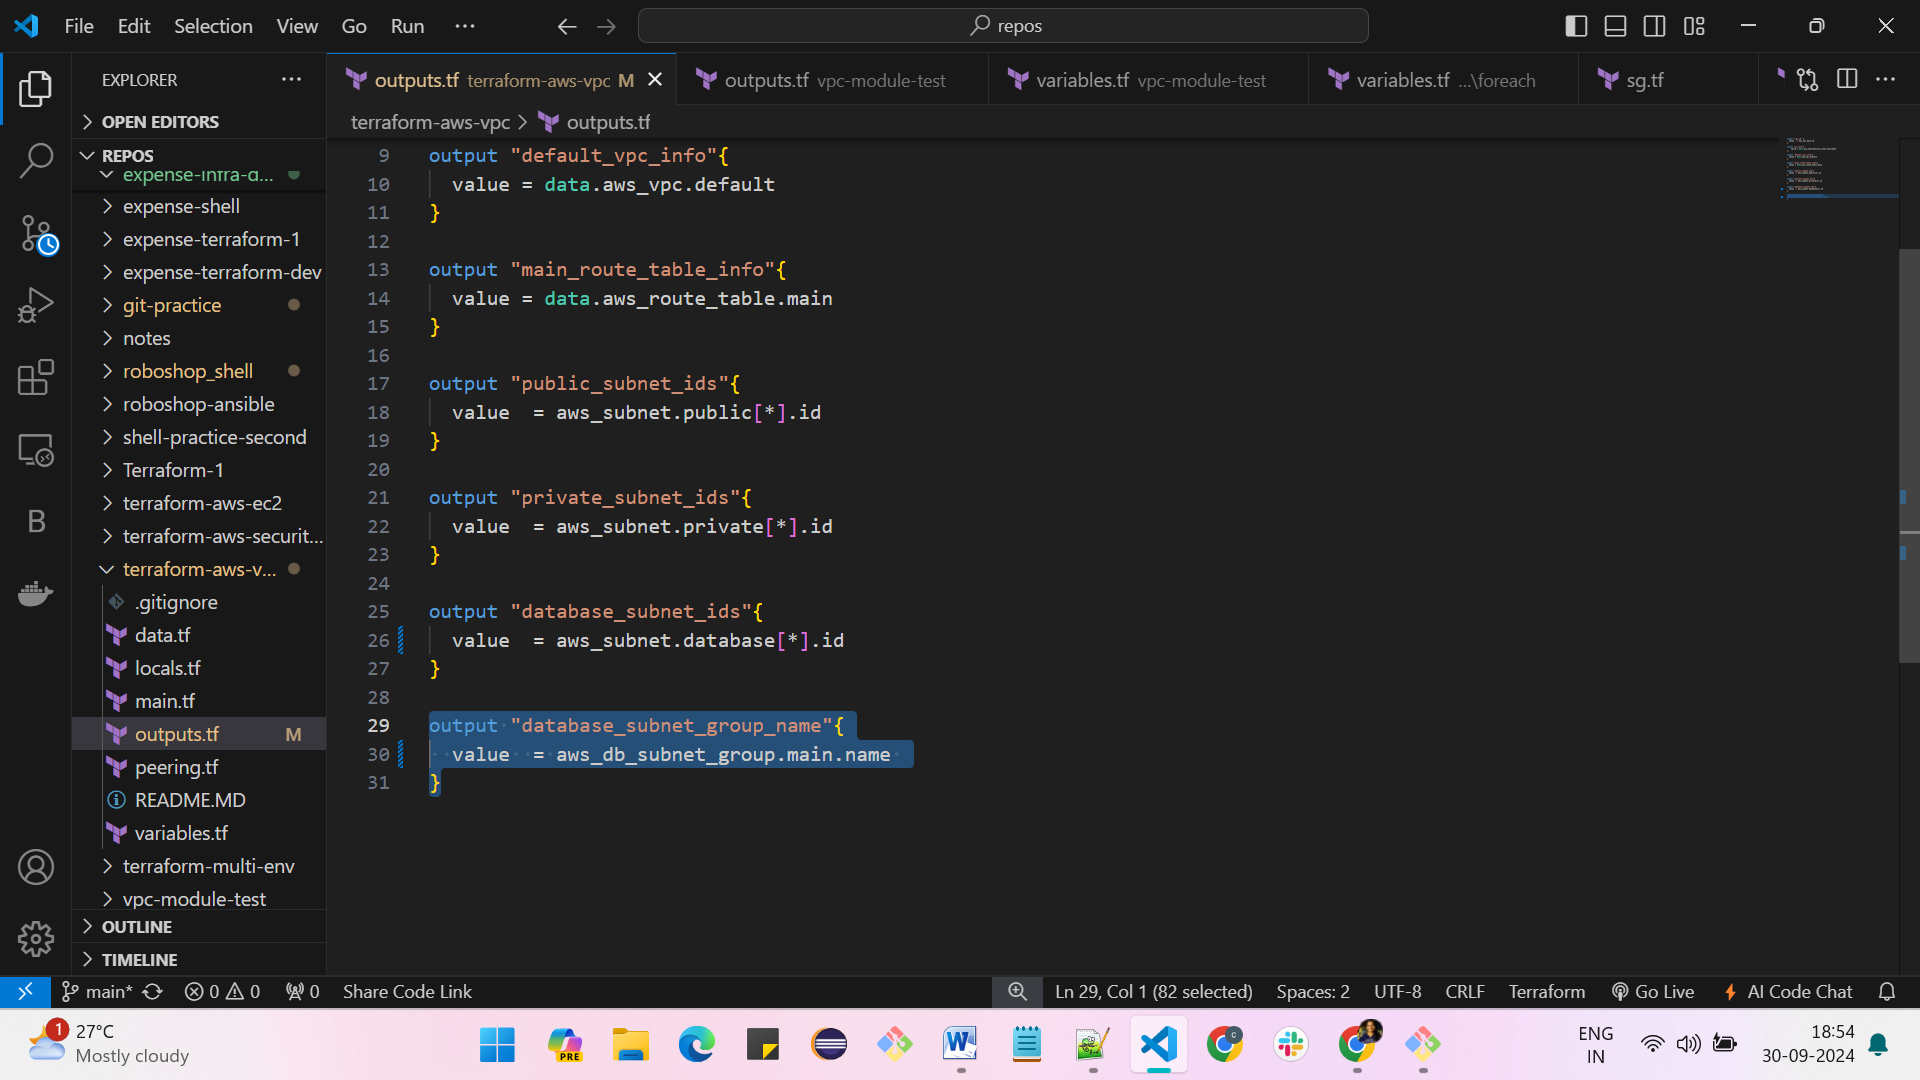 File Edit Selection View Go Run ···
repos
EXPLORER
OPEN EDITORS
REPOS
expense-infra-d...
expense-shell
expense-terraform-1
expense-terraform-dev
git-practice
notes
roboshop_shell
roboshop-ansible
shell-practice-second
Terraform-1
terraform-aws-ec2
terraform-aws-securit...
terraform-aws-v...
.gitignore
data.tf
locals.tf
main.tf
outputs.tf M
peering.tf
README.MD
variables.tf
terraform-multi-env
vpc-module-test
OUTLINE
TIMELINE
B
outputs.tf terraform-aws-vpc M
outputs.tf vpc-module-test
variables.tf vpc-module-test
variables.tf ...\foreach
sg.tf
terraform-aws-vpc > outputs.tf
9 output "default_vpc_info"{
10 value = data.aws_vpc.default
11 }
12
13 output "main_route_table_info"{
14 value = data.aws_route_table.main
15 }
16
17 output "public_subnet_ids"{
18 value  = aws_subnet.public[*].id
19 }
20
21 output "private_subnet_ids"{
22 value  = aws_subnet.private[*].id
23 }
24
25 output "database_subnet_ids"{
26 value  = aws_subnet.database[*].id
27 }
28
29 output "database_subnet_group_name"{
30 value  = aws_db_subnet_group.main.name
31 }
main* 0 0 0 Share Code Link Ln 29, Col 1 (82 selected) Spaces: 2 UTF-8 CRLF Terraform Go Live AI Code Chat
1
27°C
Mostly cloudy
PRE
ENG
IN
18:54
30-09-2024